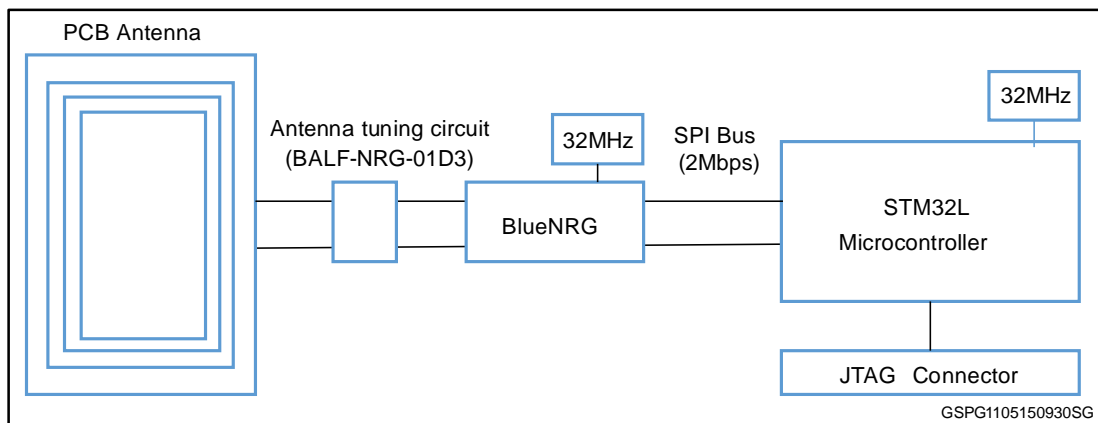 PCB Antenna
Antenna tuning circuit
(BALF-NRG-01D3)
32MHz
BlueNRG
SPI Bus
(2Mbps)
32MHz
STM32L
Microcontroller
JTAG Connector
GSPG1105150930SG